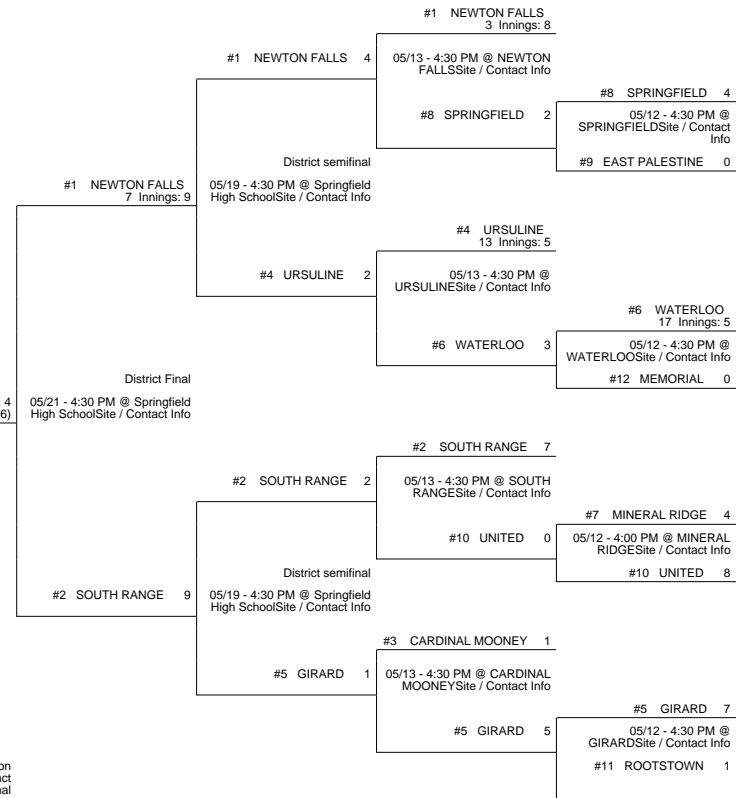 #1 NEWTON FALLS
3 Innings: 8
#1 NEWTON FALLS 4
05/13 - 4:30 PM @ NEWTON
FALLSSite / Contact Info
#8 SPRINGFIELD 4
#8 SPRINGFIELD 2
05/12 - 4:30 PM @
SPRINGFIELDSite / Contact
Info
#9 EAST PALESTINE 0
District semifinal
#1 NEWTON FALLS
7 Innings: 9
05/19 - 4:30 PM @ Springfield
High SchoolSite / Contact Info
#4 URSULINE
13 Innings: 5
#4 URSULINE 2
05/13 - 4:30 PM @
URSULINESite / Contact Info
#6 WATERLOO
17 Innings: 5
#6 WATERLOO 3
05/12 - 4:30 PM @
WATERLOOSite / Contact Info
#12 MEMORIAL 0
District Final
4
6)
05/21 - 4:30 PM @ Springfield
High SchoolSite / Contact Info
#2 SOUTH RANGE 7
#2 SOUTH RANGE 2
05/13 - 4:30 PM @ SOUTH
RANGESite / Contact Info
#7 MINERAL RIDGE 4
#10 UNITED 0
05/12 - 4:00 PM @ MINERAL
RIDGESite / Contact Info
#10 UNITED 8
District semifinal
#2 SOUTH RANGE 9
05/19 - 4:30 PM @ Springfield
High SchoolSite / Contact Info
#3 CARDINAL MOONEY 1
#5 GIRARD 1
05/13 - 4:30 PM @ CARDINAL
MOONEYSite / Contact Info
#5 GIRARD 7
#5 GIRARD 5
05/12 - 4:30 PM @
GIRARDSite / Contact Info
#11 ROOTSTOWN 1
on
act
nal